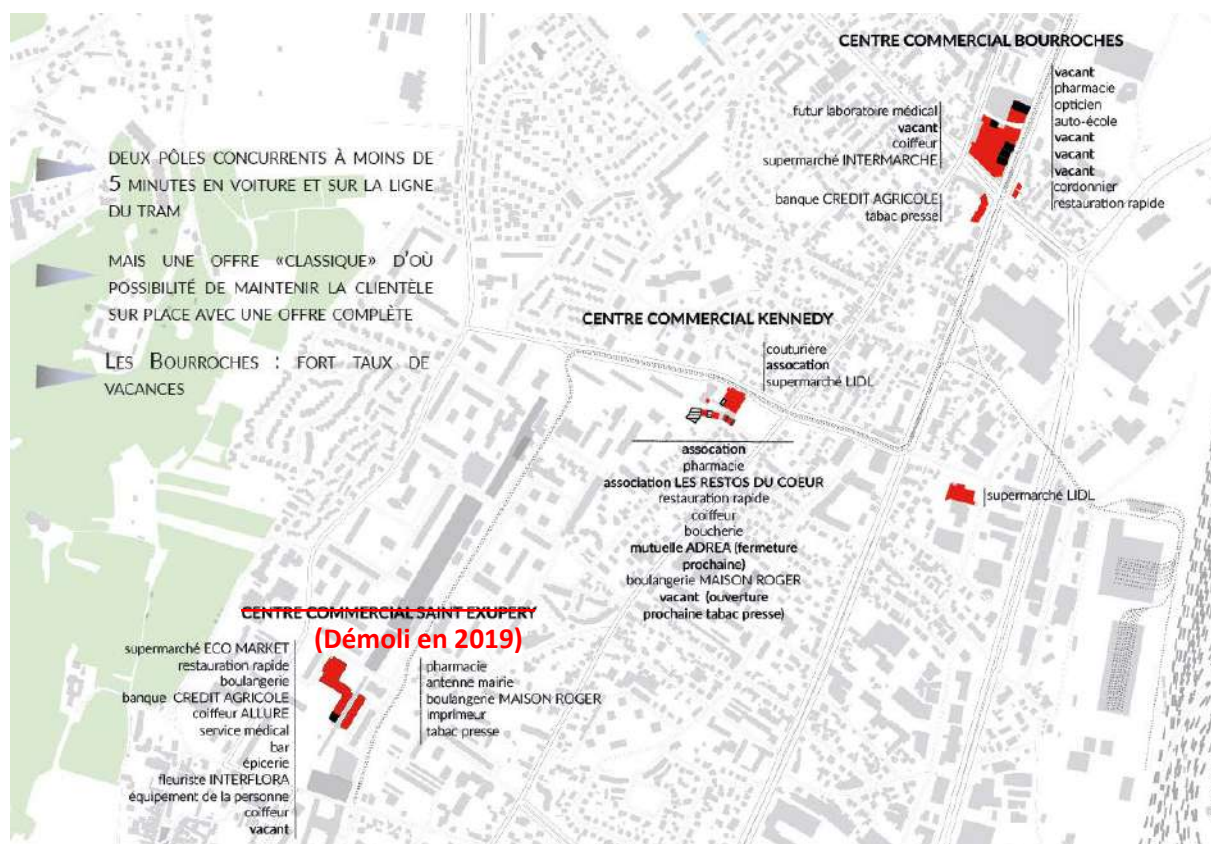 CENTRE COMMERCIAL BOURROCHES
futur laboratoire médical
vacant
coiffeur
supermarché INTERMARCHE
banque CREDIT AGRICOLE
tabac presse
vacant
pharmacie
opticien
auto-école
vacant
vacant
vacant
cordonnier
restauration rapide
DEUX PÔLES CONCURRENTS À MOINS DE
5 MINUTES EN VOITURE ET SUR LA LIGNE
DU TRAM
MAIS UNE OFFRE «CLASSIQUE» D'OÙ
POSSIBILITÉ DE MAINTENIR LA CLIENTÈLE
SUR PLACE AVEC UNE OFFRE COMPLÈTE
LES BOURROCHES : FORT TAUX DE
VACANCES
CENTRE COMMERCIAL KENNEDY
couturière
assocation
supermarché LIDL
assocation
pharmacie
association LES RESTOS DU COEUR
restauration rapide
coiffeur
boucherie
mutuelle ADREA (fermeture
prochaine)
boulangerie MAISON ROGER
vacant (ouverture
prochaine tabac presse)
supermarché LIDL
CENTRE COMMERCIAL SAINT EXUPERY
(Démoli en 2019)
supermarché ECO MARKET
restauration rapide
boulangerie
banque CREDIT AGRICOLE
coiffeur ALLURE
service médical
bar
épicerie
fleuriste INTERFLORA
équipement de la personne
coiffeur
vacant
pharmacie
antenne mairie
boulangerie MAISON ROGER
imprimeur
tabac presse